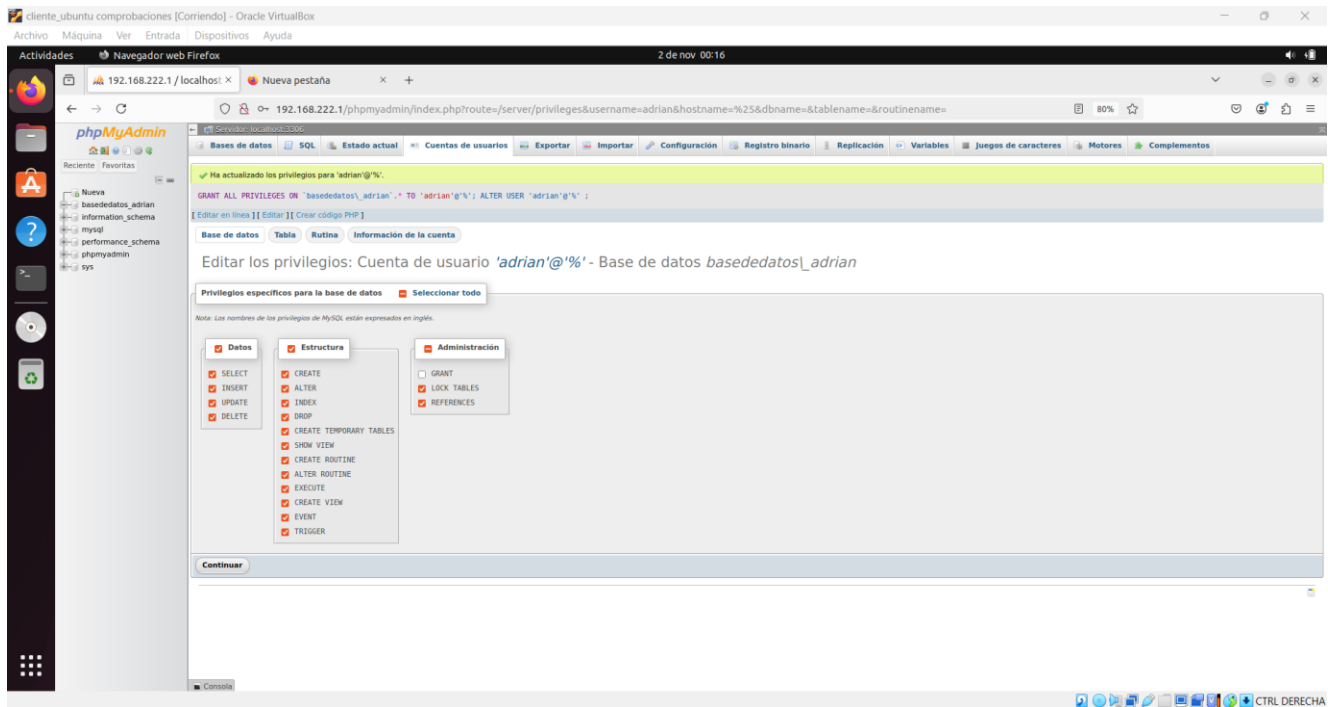 cliente_ubuntu comprobaciones [Corriendo] - Oracle VirtualBox
Archivo Máquina Ver Entrada Dispositivos Ayuda
Actividades Navegador web Firefox 2 de nov 00:16
192.168.222.1 / localhost Nueva pestaña
192.168.222.1/phpmyadmin/index.php?route=/server/privileges&username=adrian&hostname=%25&dbname=&tablename=&routinename= 80%
phpMyAdmin
Reciente Favoritas
Nueva
basededatos_adrian
information_schema
mysql
performance_schema
phpmyadmin
sys
Servidor: localhost:3306
Bases de datos SQL Estado actual Cuentas de usuarios Exportar Importar Configuración Registro binario Replicación Variables Juegos de caracteres Motores Complementos
Ha actualizado los privilegios para 'adrian'@'%'.
GRANT ALL PRIVILEGES ON `basededatos\_adrian`.* TO 'adrian'@'%'; ALTER USER 'adrian'@'%' ;
[ Editar en línea ] [ Editar ] [ Crear código PHP ]
Base de datos Tabla Rutina Información de la cuenta
Editar los privilegios: Cuenta de usuario 'adrian'@'%' - Base de datos basededatos\_adrian
Privilegios específicos para la base de datos Seleccionar todo
Nota: Los nombres de los privilegios de MySQL están expresados en inglés.
Datos
SELECT
INSERT
UPDATE
DELETE
Estructura
CREATE
ALTER
INDEX
DROP
CREATE TEMPORARY TABLES
SHOW VIEW
CREATE ROUTINE
ALTER ROUTINE
EXECUTE
CREATE VIEW
EVENT
TRIGGER
Administración
GRANT
LOCK TABLES
REFERENCES
Continuar
Consola
CTRL DERECHA